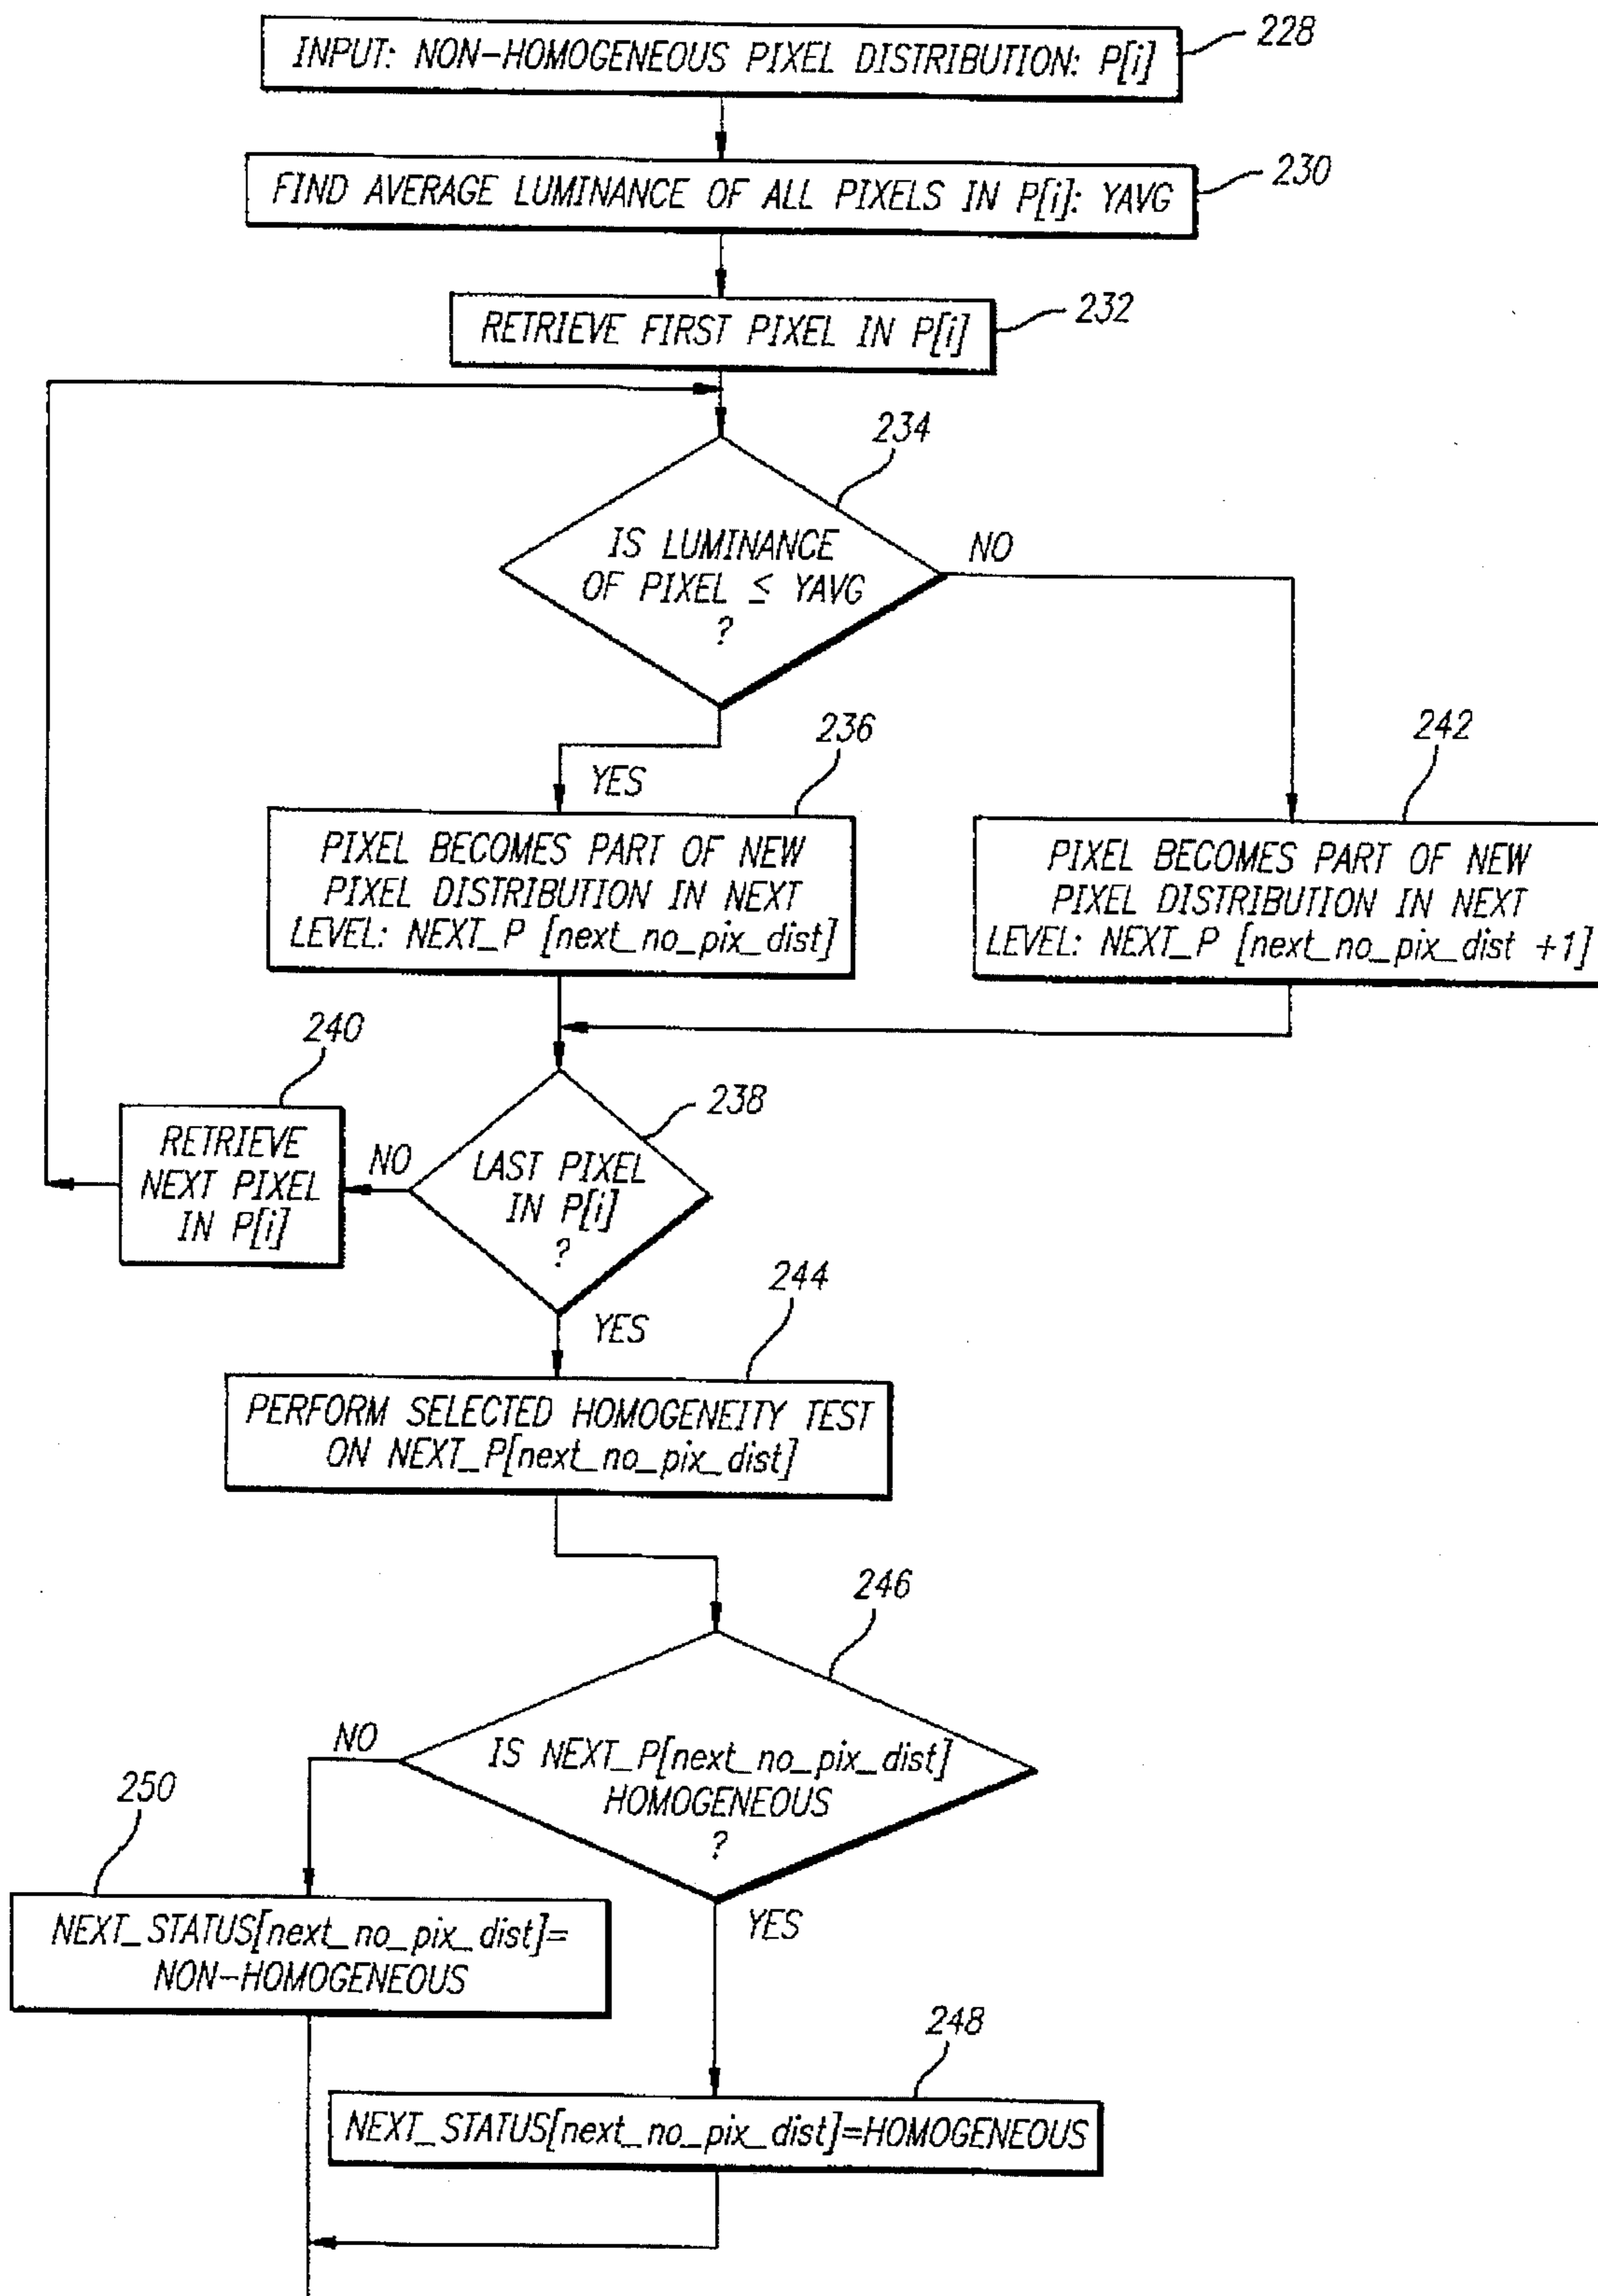 INPUT: NON-HOMOGENEOUS PIXEL DISTRIBUTION: P[i]
228
FIND AVERAGE LUMINANCE OF ALL PIXELS IN P[i]: YAVG
230
RETRIEVE FIRST PIXEL IN P[i]
232
234
IS LUMINANCE
OF PIXEL ≤ YAVG
?
NO
YES
236
PIXEL BECOMES PART OF NEW
PIXEL DISTRIBUTION IN NEXT
LEVEL: NEXT_P [next_no_pix_dist]
242
PIXEL BECOMES PART OF NEW
PIXEL DISTRIBUTION IN NEXT
LEVEL: NEXT_P [next_no_pix_dist +1]
240
RETRIEVE
NEXT PIXEL
IN P[i]
NO
238
LAST PIXEL
IN P[i]
?
YES
244
PERFORM SELECTED HOMOGENEITY TEST
ON NEXT_P[next_no_pix_dist]
246
IS NEXT_P[next_no_pix_dist]
HOMOGENEOUS
?
NO
YES
250
NEXT_STATUS[next_no_pix_dist]=
NON-HOMOGENEOUS
248
NEXT_STATUS[next_no_pix_dist]=HOMOGENEOUS